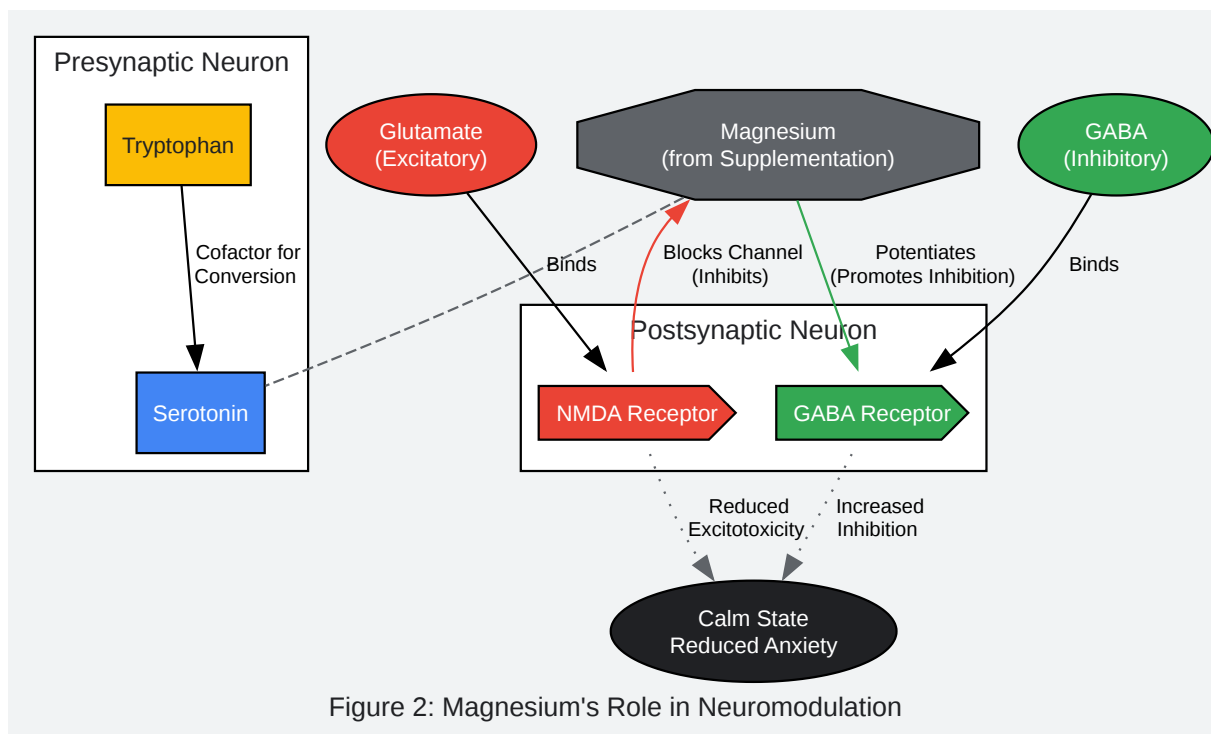 Presynaptic Neuron
Tryptophan
Glutamate
(Excitatory)
Magnesium
(from Supplementation)
GABA
(Inhibitory)
Cofactor for
Conversion
Binds
Blocks Channel
(Inhibits)
Potentiates
(Promotes Inhibition)
Binds
Postsynaptic Neuron
Serotonin
NMDA Receptor
GABA Receptor
Reduced
Excitotoxicity
Increased
Inhibition
Calm State
Reduced Anxiety
Figure 2: Magnesium's Role in Neuromodulation